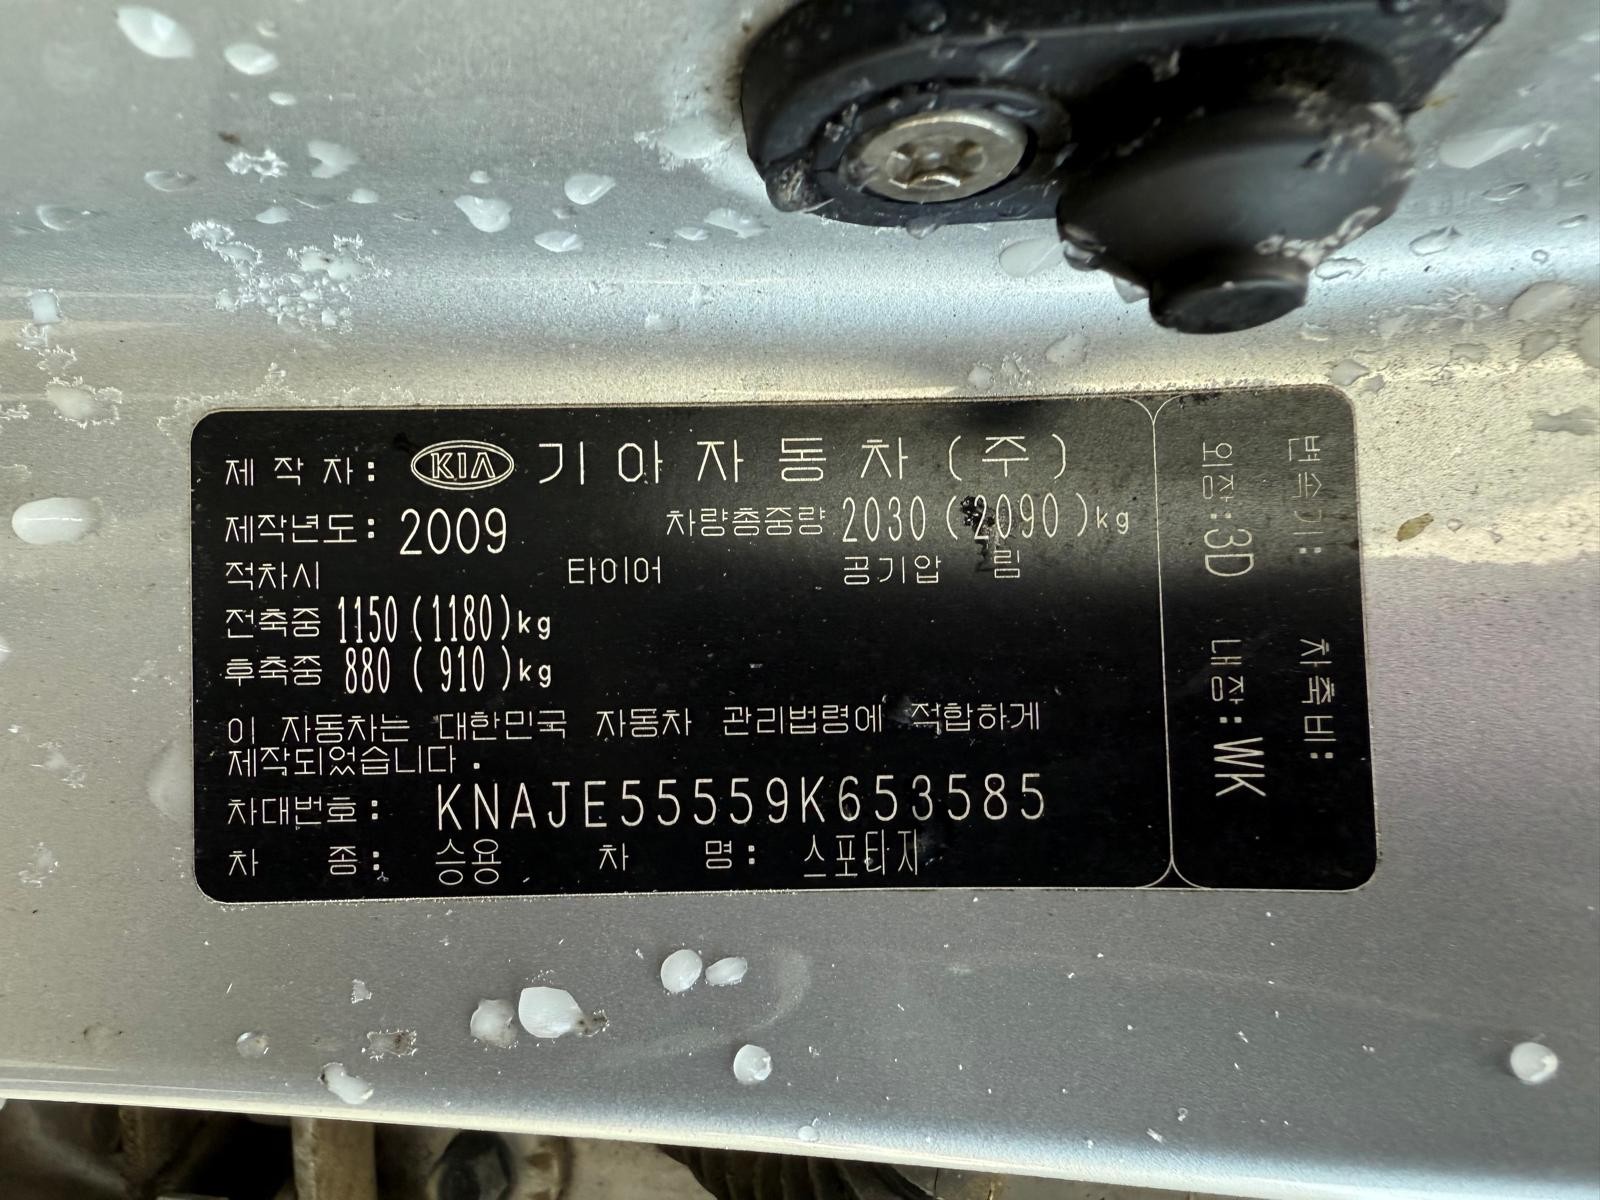 제 작 자: KIA 기 아 자 동 차 (주)
제작년도: 2009 차량총중량 2030 (2090)kg
적차시 타이어 공기압 림
전축중 1150 (1180)kg
후축중 880 ( 910 )kg
이 자동차는 대한민국 자동차 관리법령에 적합하게
제작되었습니다.
차대번호: KNAJE55559K653585
차 종: 승용 차 명: 스포티지
변속기: 차축비:
외장:3D 내장:WK